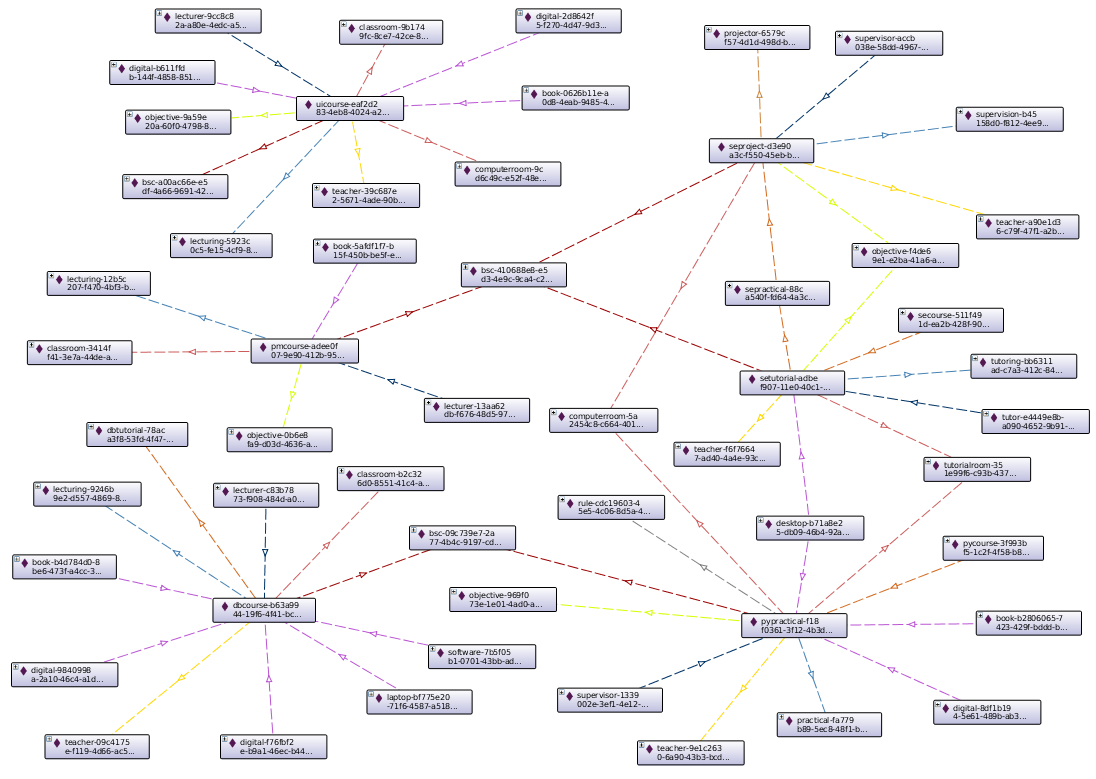 lecturer-9cc8c8
2a-a80e-4edc-a5...
classroom-9b174
9fc-8ce7-42ce-8...
digital-2d8642f
5-f270-4d47-9d3...
projector-6579c
f57-4d1d-498d-b...
supervisor-accb
038e-58dd-4967-...
digital-b611ffd
b-144f-4858-851...
uicourse-eaf2d2
83-4eb8-4024-a2...
book-0626b11e-a
0d8-4eab-9485-4...
objective-9a59e
20a-60f0-4798-8...
supervision-b45
158d0-f812-4ee9...
seproject-d3e90
a3c-f550-45eb-b...
bsc-a00ac66e-e5
df-4a66-9691-42...
teacher-39c687e
2-5671-4ade-90b...
computerroom-9c
d6c49c-e52f-48e...
teacher-a90e1d3
6-c79f-47f1-a2b...
lecturing-5923c
0c5-fe15-4cf9-8...
book-5afdf1f7-b
15f-450b-be5f-e...
objective-f4de6
9e1-e2ba-41a6-a...
lecturing-12b5c
207-f470-4bf3-b...
bsc-410688e8-e5
d3-4e9c-9ca4-c2...
sepractical-88c
a540f-fd64-4a3c...
secourse-511f49
1d-ea2b-428f-90...
classroom-3414f
f41-3e7a-44de-a...
pmcourse-adee0f
07-9e90-412b-95...
setutorial-adbe
f907-11e0-40c1-...
tutoring-bb6311
ad-c7a3-412c-84...
lecturer-13aa62
db-f676-48d5-97...
computerroom-5a
2454c8-c664-401...
tutor-e4449e8b-
a090-4652-9b91-...
dbtutorial-78ac
a3f8-53fd-4f47-...
objective-0b6e8
fa9-d03d-4636-a...
teacher-f6f7664
7-ad40-4a4e-93c...
tutorialroom-35
1e99f6-c93b-437...
lecturing-9246b
9e2-d557-4869-8...
lecturer-c83b78
73-f908-484d-a0...
classroom-b2c32
6d0-8551-41c4-a...
rule-cdc19603-4
5e5-4c06-8d5a-4...
desktop-b71a8e2
5-db09-46b4-92a...
bsc-09c739e7-2a
77-4b4c-9197-cd...
pycourse-3f993b
f5-1c2f-4f58-b8...
book-b4d784d0-8
be6-473f-a4cc-3...
dbcourse-b63a99
44-19f6-4f41-bc...
objective-969f0
73e-1e01-4ad0-a...
pypractical-f18
f0361-3f12-4b3d...
book-b2806065-7
423-429f-bddd-b...
digital-9840998
a-2a10-46c4-a1d...
software-7b5f05
b1-0701-43bb-ad...
laptop-bf775e20
-71f6-4587-a518...
supervisor-1339
002e-3ef1-4e12-...
practical-fa779
b89-5ec8-48f1-b...
digital-8df1b19
4-5e61-489b-ab3...
teacher-09c4175
e-f119-4d66-ac5...
digital-f76fbf2
e-b9a1-46ec-b44...
teacher-9e1c263
0-6a90-43b3-bcd...